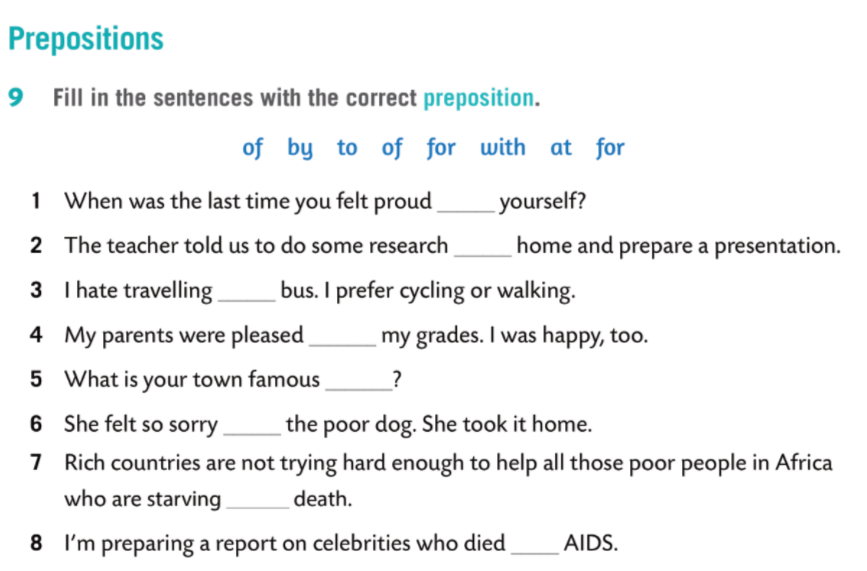 Prepositions
9 Fill in the sentences with the correct preposition.
of by to of for with at for
1 When was the last time you felt proud _____ yourself?
2 The teacher told us to do some research _____ home and prepare a presentation.
3 I hate travelling _____ bus. I prefer cycling or walking.
4 My parents were pleased ______ my grades. I was happy, too.
5 What is your town famous ______?
6 She felt so sorry _____ the poor dog. She took it home.
7 Rich countries are not trying hard enough to help all those poor people in Africa
who are starving ______ death.
8 I'm preparing a report on celebrities who died ____ AIDS.